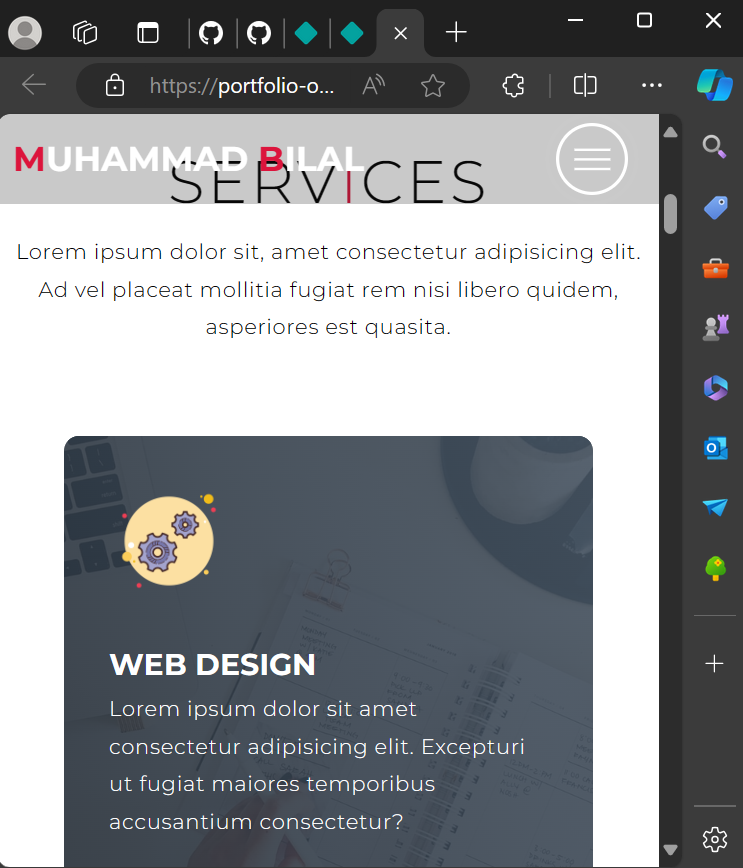 https://portfolio-o...
MUHAMMAD BILAL
SERVICES
Lorem ipsum dolor sit, amet consectetur adipisicing elit.
Ad vel placeat mollitia fugiat rem nisi libero quidem,
asperiores est quasita.
WEB DESIGN
Lorem ipsum dolor sit amet
consectetur adipisicing elit. Excepturi
ut fugiat maiores temporibus
accusantium consectetur?